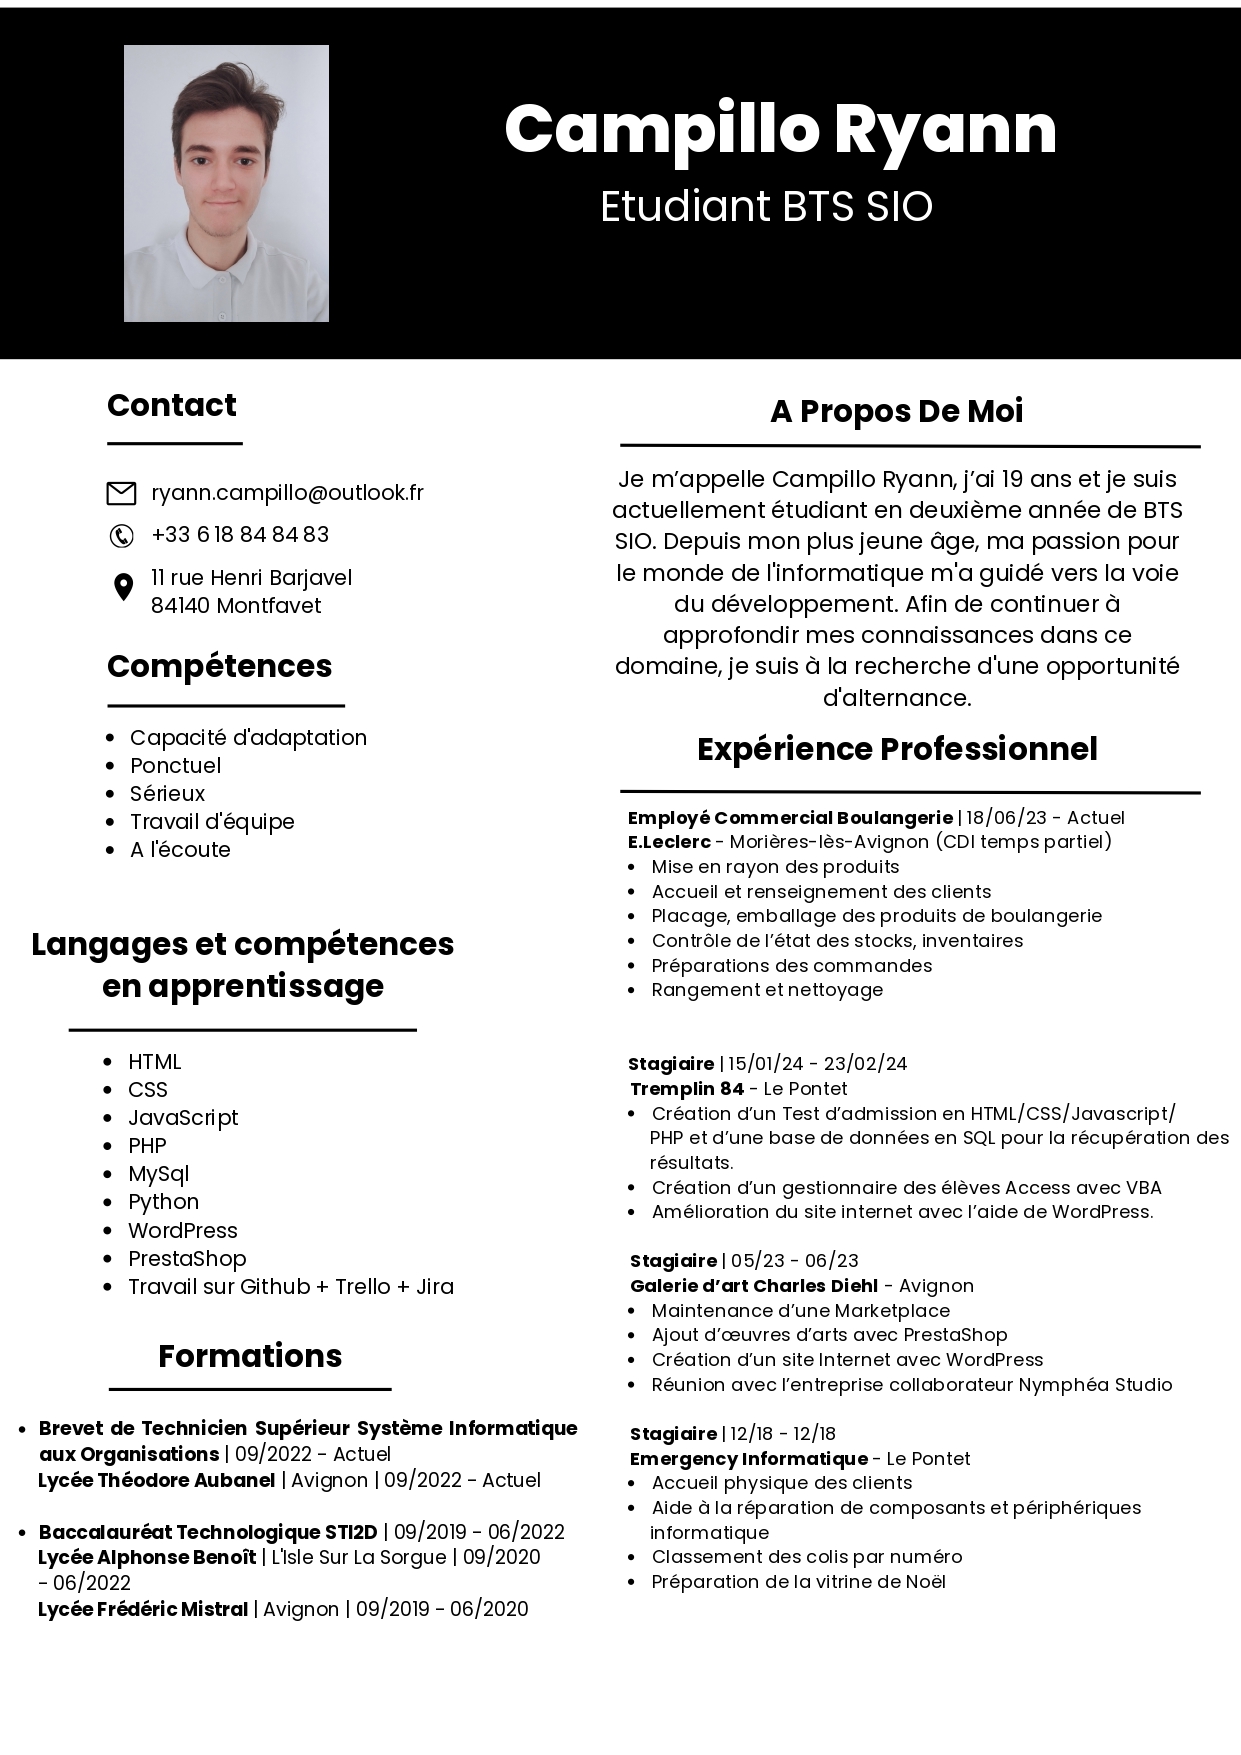 Campillo Ryann
Etudiant BTS SIO
Contact
ryann.campillo@outlook.fr
+33 6 18 84 84 83
11 rue Henri Barjavel
84140 Montfavet
Compétences
• Capacité d'adaptation
• Ponctuel
• Sérieux
• Travail d'équipe
• A l'écoute
Langages et compétences
en apprentissage
• HTML
• CSS
• JavaScript
• PHP
• MySql
• Python
• WordPress
• PrestaShop
• Travail sur Github + Trello + Jira
Formations
• Brevet de Technicien Supérieur Système Informatique
aux Organisations | 09/2022 - Actuel
Lycée Théodore Aubanel | Avignon | 09/2022 - Actuel
• Baccalauréat Technologique STI2D | 09/2019 - 06/2022
Lycée Alphonse Benoît | L'Isle Sur La Sorgue | 09/2020
- 06/2022
Lycée Frédéric Mistral | Avignon | 09/2019 - 06/2020
A Propos De Moi
Je m’appelle Campillo Ryann, j’ai 19 ans et je suis
actuellement étudiant en deuxième année de BTS
SIO. Depuis mon plus jeune âge, ma passion pour
le monde de l'informatique m'a guidé vers la voie
du développement. Afin de continuer à
approfondir mes connaissances dans ce
domaine, je suis à la recherche d'une opportunité
d'alternance.
Expérience Professionnel
Employé Commercial Boulangerie | 18/06/23 - Actuel
E.Leclerc - Morières-lès-Avignon (CDI temps partiel)
• Mise en rayon des produits
• Accueil et renseignement des clients
• Placage, emballage des produits de boulangerie
• Contrôle de l’état des stocks, inventaires
• Préparations des commandes
• Rangement et nettoyage
Stagiaire | 15/01/24 - 23/02/24
Tremplin 84 - Le Pontet
• Création d’un Test d’admission en HTML/CSS/Javascript/
PHP et d’une base de données en SQL pour la récupération des
résultats.
• Création d’un gestionnaire des élèves Access avec VBA
• Amélioration du site internet avec l’aide de WordPress.
Stagiaire | 05/23 - 06/23
Galerie d’art Charles Diehl - Avignon
• Maintenance d’une Marketplace
• Ajout d’œuvres d’arts avec PrestaShop
• Création d’un site Internet avec WordPress
• Réunion avec l’entreprise collaborateur Nymphéa Studio
Stagiaire | 12/18 - 12/18
Emergency Informatique - Le Pontet
• Accueil physique des clients
• Aide à la réparation de composants et périphériques
informatique
• Classement des colis par numéro
• Préparation de la vitrine de Noël